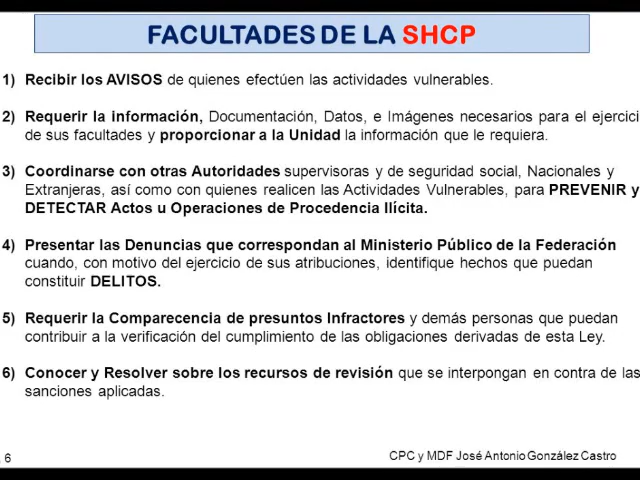 FACULTADES DE LA SHCP
1) Recibir los AVISOS de quienes efectúen las actividades vulnerables.
2) Requerir la información, Documentación, Datos, e Imágenes necesarios para el ejercici
de sus facultades y proporcionar a la Unidad la información que le requiera.
3) Coordinarse con otras Autoridades supervisoras y de seguridad social, Nacionales y
Extranjeras, así como con quienes realicen las Actividades Vulnerables, para PREVENIR y
DETECTAR Actos u Operaciones de Procedencia Ilícita.
4) Presentar las Denuncias que correspondan al Ministerio Público de la Federación
cuando, con motivo del ejercicio de sus atribuciones, identifique hechos que puedan
constituir DELITOS.
5) Requerir la Comparecencia de presuntos Infractores y demás personas que puedan
contribuir a la verificación del cumplimiento de las obligaciones derivadas de esta Ley.
6) Conocer y Resolver sobre los recursos de revisión que se interpongan en contra de las
sanciones aplicadas.
. 6
CPC y MDF José Antonio González Castro